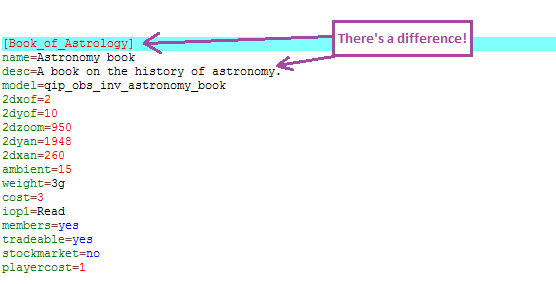 There's a difference!
[Book_of_Astrology]
name=Astronomy book
desc=A book on the history of astronomy.
model=qip_obs_inv_astronomy_book
2dxof=2
2dyof=10
2dzoom=950
2dyan=1948
2dxan=260
ambient=15
weight=3g
cost=3
iop1=Read
members=yes
tradeable=yes
stockmarket=no
playercost=1